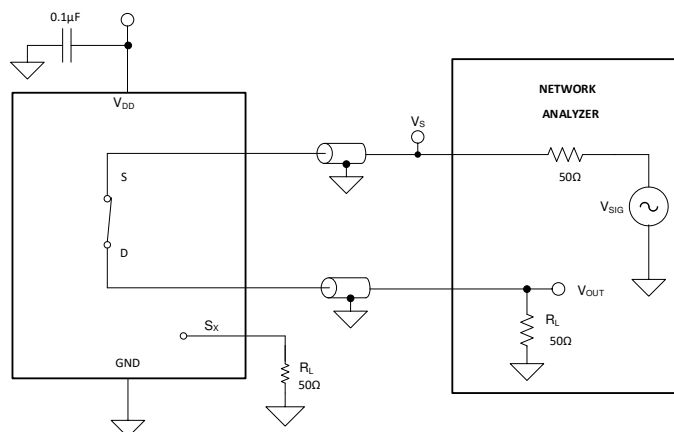 0.1µF
VDD
NETWORK
ANALYZER
VS
S
50Ω
VSIG
D
VOUT
SX
RL
50Ω
GND
RL
50Ω